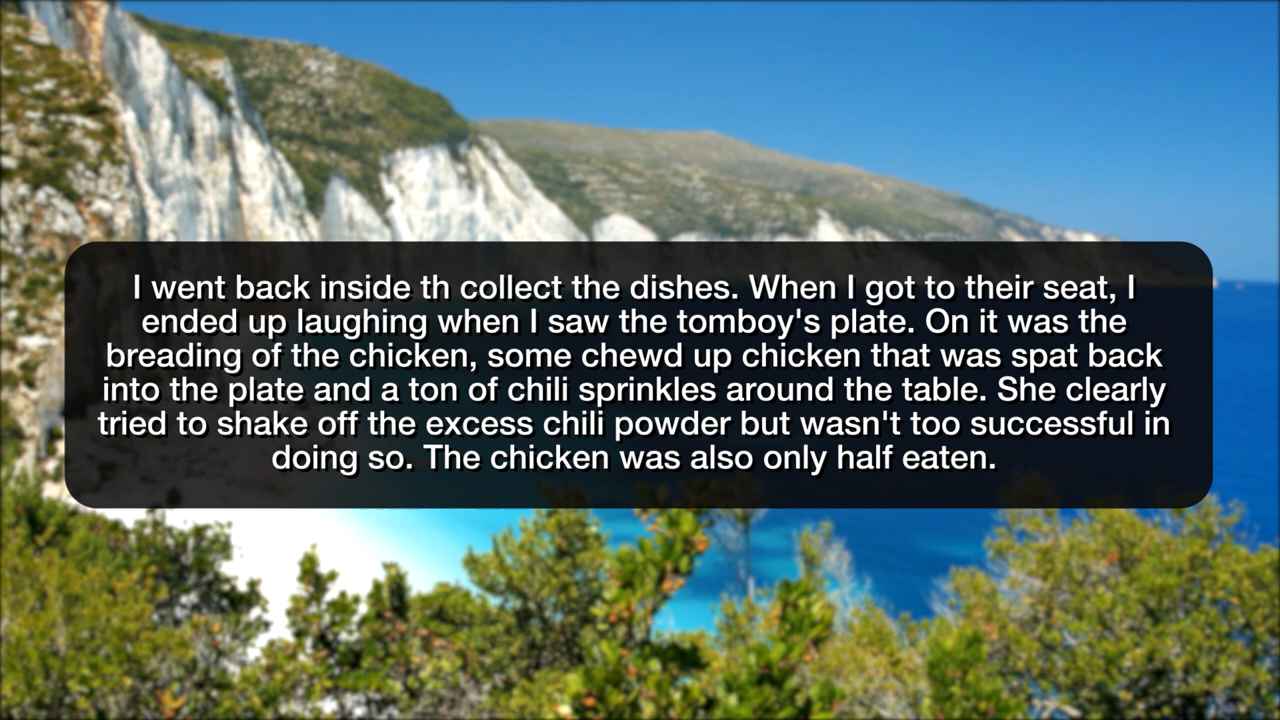 I went back inside th collect the dishes. When I got to their seat, I
ended up laughing when I saw the tomboy's plate. On it was the
breading of the chicken, some chewd up chicken that was spat back
into the plate and a ton of chili sprinkles around the table. She clearly
tried to shake off the excess chili powder but wasn't too successful in
doing so. The chicken was also only half eaten.